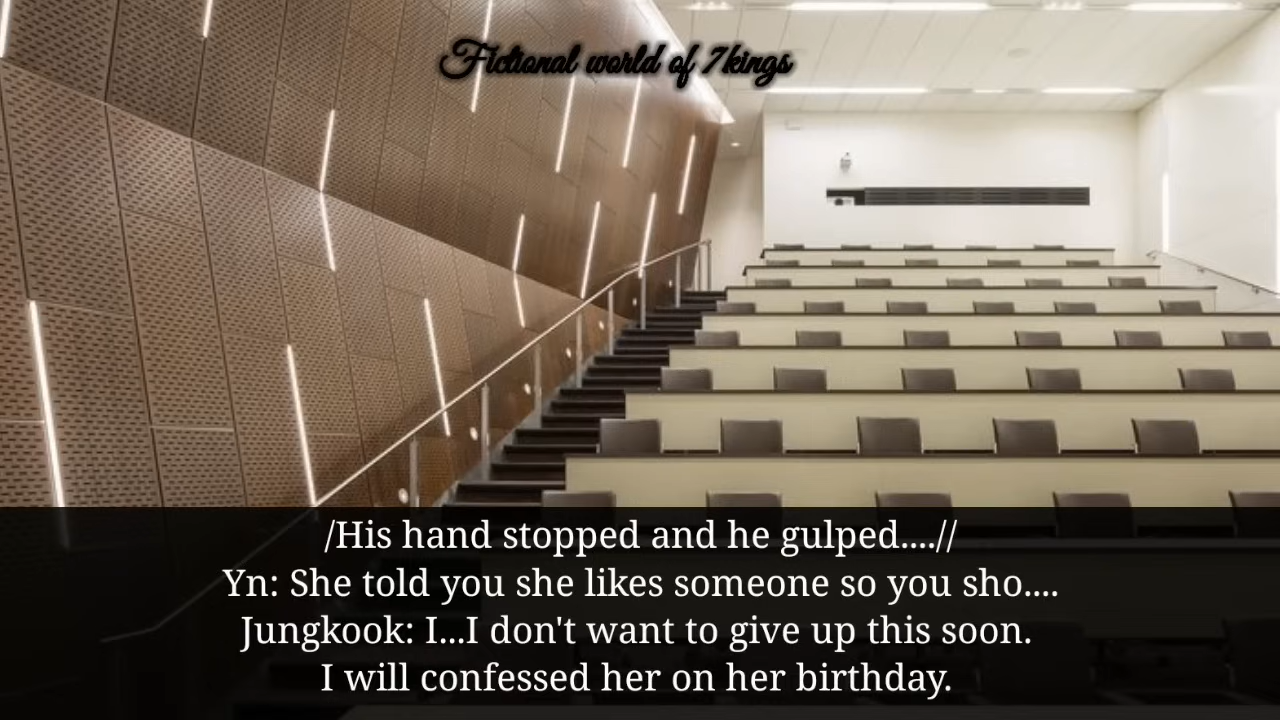 Fictional world of 7kings
/His hand stopped and he gulped....//
Yn: She told you she likes someone so you sho....
Jungkook: I...I don't want to give up this soon.
I will confessed her on her birthday.